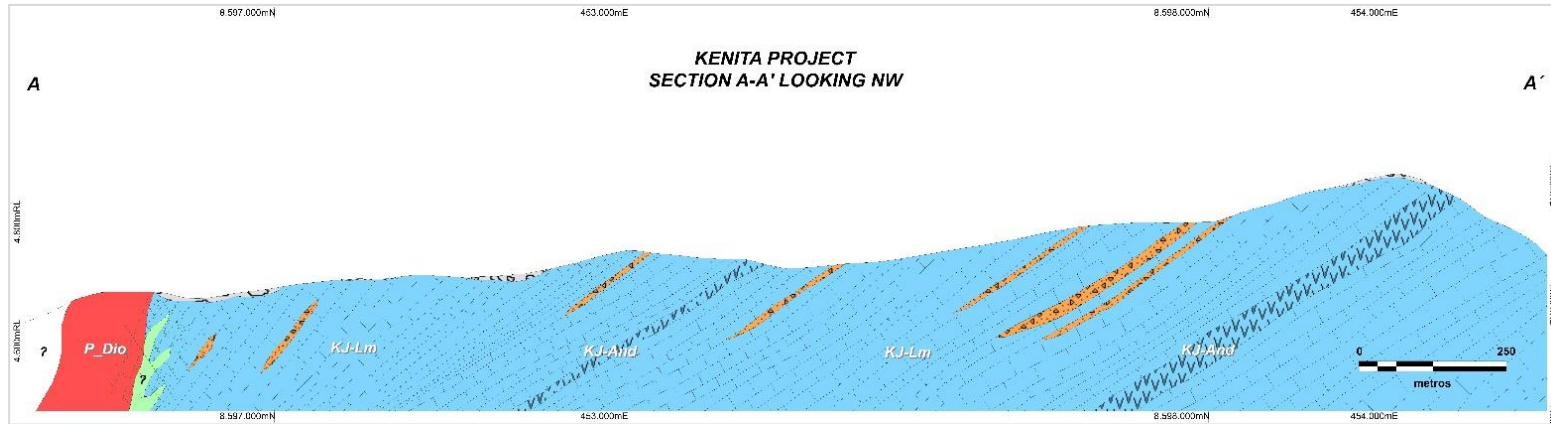 8.597.000mN 453.000mE 8.598.000mN 454.000mE
KENITA PROJECT
SECTION A-A' LOOKING NW
A A´
4.800mRL
4.600mRL
? P_Dio ? KJ-Lm KJ-And KJ-Lm KJ-And
0 250
metros
8.597.000mN 453.000mE 8.598.000mN 454.000mE